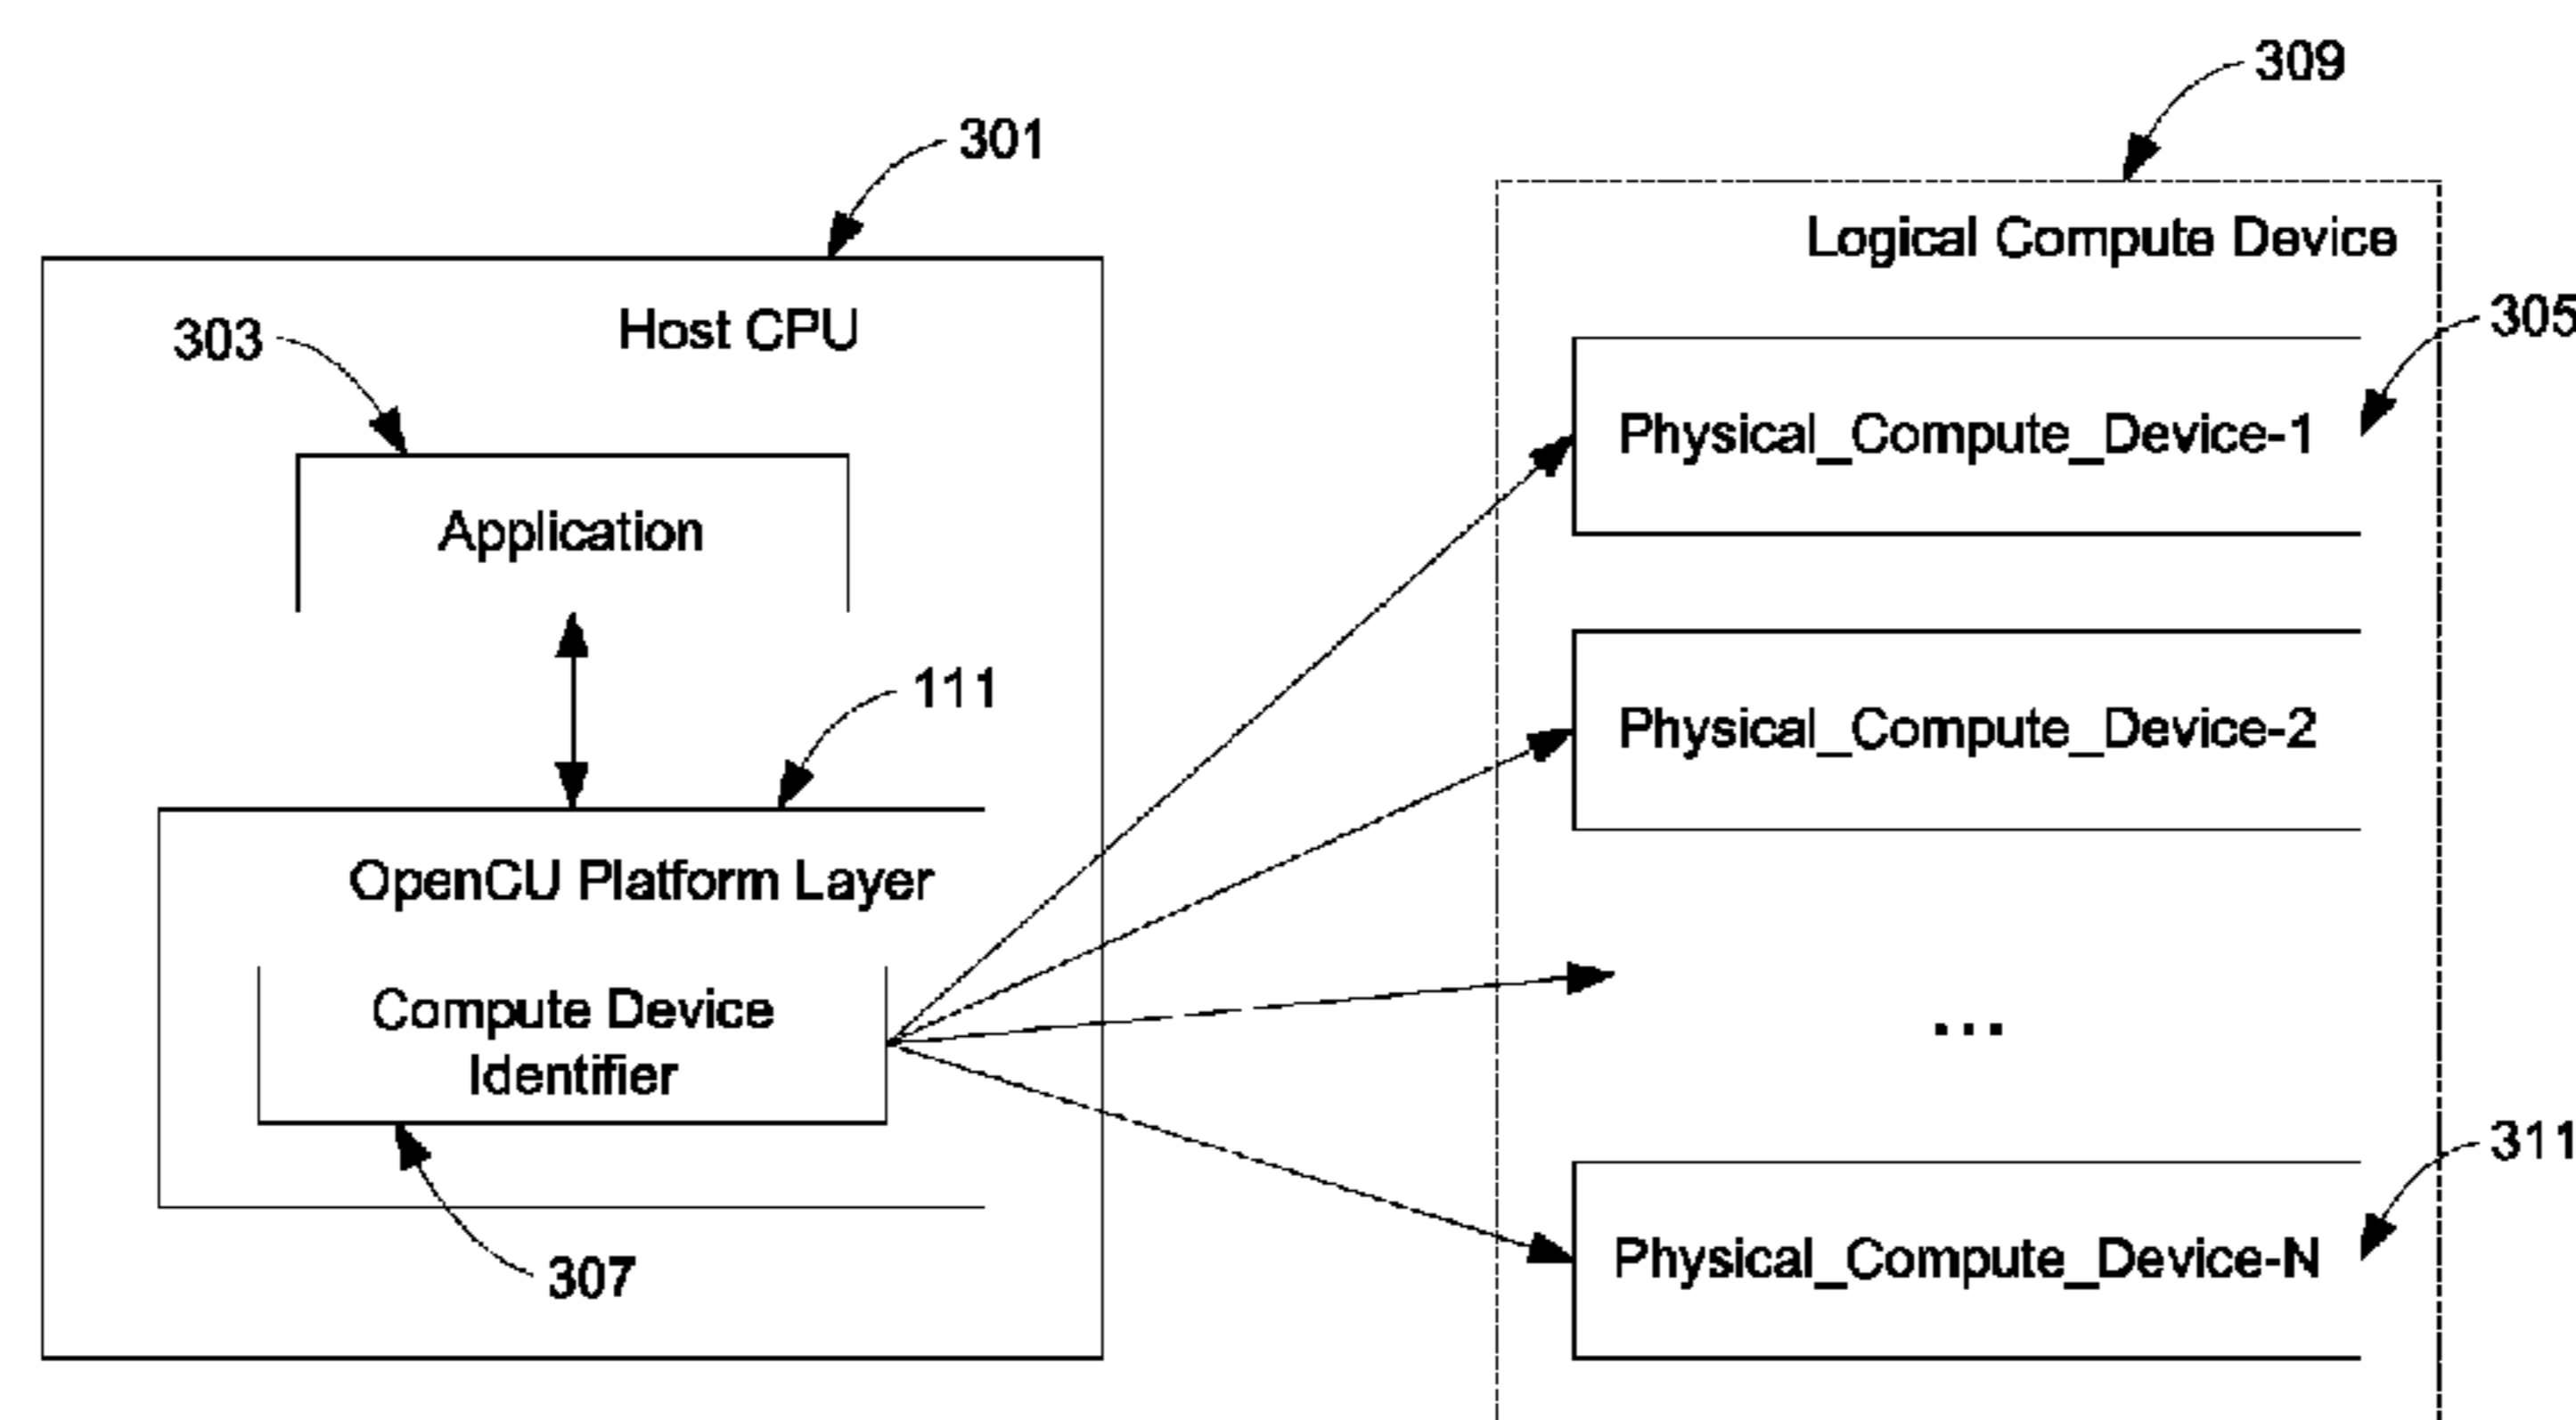 309
301
Logical Compute Device
305
Host CPU
303
Physical_Compute_Device-1
Application
111
Physical_Compute_Device-2
OpenCU Platform Layer
Compute Device
Identifier
...
311
Physical_Compute_Device-N
307